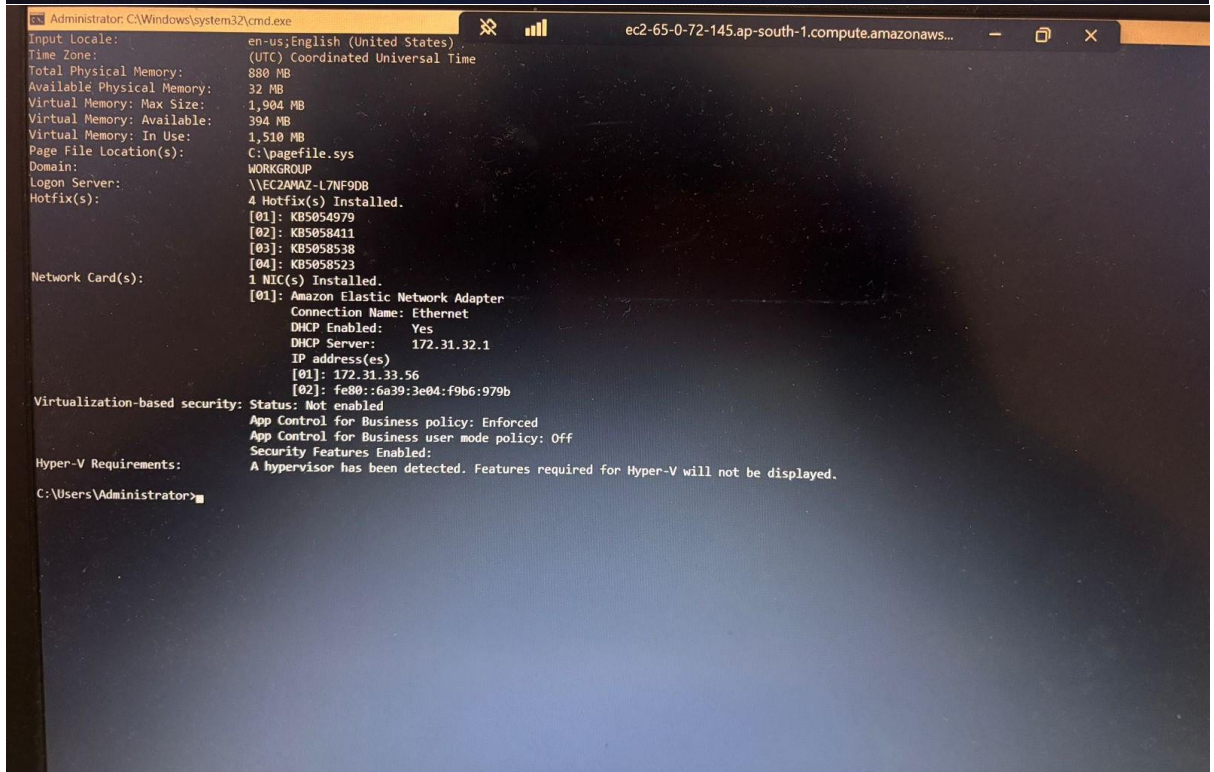 Administrator: C:\Windows\system32\cmd.exe
ec2-65-0-72-145.ap-south-1.compute.amazonaws...
Input Locale: en-us;English (United States)
Time Zone: (UTC) Coordinated Universal Time
Total Physical Memory: 880 MB
Available Physical Memory: 32 MB
Virtual Memory: Max Size: 1,904 MB
Virtual Memory: Available: 394 MB
Virtual Memory: In Use: 1,510 MB
Page File Location(s): C:\pagefile.sys
Domain: WORKGROUP
Logon Server: \\EC2AMAZ-L7NF9DB
Hotfix(s): 4 Hotfix(s) Installed.
[01]: KB5054979
[02]: KB5058411
[03]: KB5058538
[04]: KB5058523
Network Card(s): 1 NIC(s) Installed.
[01]: Amazon Elastic Network Adapter
Connection Name: Ethernet
DHCP Enabled: Yes
DHCP Server: 172.31.32.1
IP address(es)
[01]: 172.31.33.56
[02]: fe80::6a39:3e04:f9b6:979b
Virtualization-based security: Status: Not enabled
App Control for Business policy: Enforced
App Control for Business user mode policy: Off
Security Features Enabled:
Hyper-V Requirements: A hypervisor has been detected. Features required for Hyper-V will not be displayed.
C:\Users\Administrator>